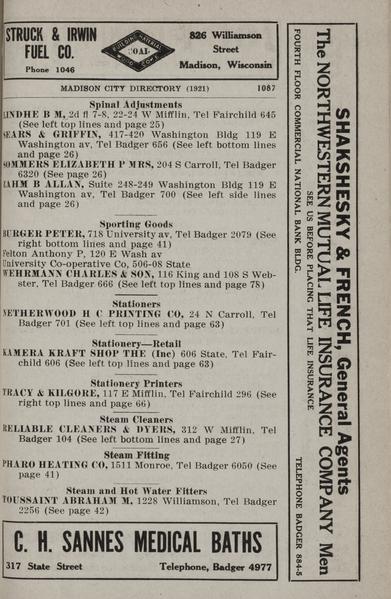 STRUCK & IRWIN
FUEL CO.
Phone 1046
BUILDING MATERIAL
COAL
WOOD COKE
826 Williamson
Street
Madison, Wisconsin
MADISON CITY DIRECTORY (1921) 1087
Spinal Adjustments
LINDHE B M, 2d fl 7-8, 22-24 W Mifflin, Tel Fairchild 645
(See left top lines and page 25)
SEARS & GRIFFIN, 417-420 Washington Bldg 119 E
Washington av, Tel Badger 656 (See left bottom lines
and page 26)
SOMMERS ELIZABETH P MRS, 204 S Carroll, Tel Badger
6320 (See page 26)
ZAHM B ALLAN, Suite 248-249 Washington Bldg 119 E
Washington av, Tel Badger 700 (See left side lines
and page 26)
Sporting Goods
BURGER PETER, 718 University av, Tel Badger 2079 (See
right bottom lines and page 41)
Felton Anthony P, 120 E Wash av
University Co-operative Co, 506-08 State
WEHRMANN CHARLES & SON, 116 King and 108 S Web-
ster, Tel Badger 666 (See left bottom lines and page 78)
Stationers
NETHERWOOD H C PRINTING CO, 24 N Carroll, Tel
Badger 701 (See left top lines and page 63)
Stationery—Retail
KAMERA KRAFT SHOP THE (Inc) 606 State, Tel Fair-
child 606 (See left top lines and page 63)
Stationery Printers
TRACY & KILGORE, 117 E Mifflin, Tel Fairchild 296 (See
right top lines and page 66)
Steam Cleaners
RELIABLE CLEANERS & DYERS, 312 W Mifflin, Tel
Badger 104 (See left bottom lines and page 27)
Steam Fitting
PHARO HEATING CO, 1511 Monroe, Tel Badger 6050 (See
page 41)
Steam and Hot Water Fitters
TOUSSAINT ABRAHAM M, 1228 Williamson, Tel Badger
2256 (See page 42)
C. H. SANNES MEDICAL BATHS
317 State Street Telephone, Badger 4977
SHAKSHESKY & FRENCH, General Agents
The NORTHWESTERN MUTUAL LIFE INSURANCE COMPANY Men
SEE US BEFORE PLACING THAT LIFE INSURANCE
FOURTH FLOOR COMMERCIAL NATIONAL BANK BLDG. TELEPHONE BADGER 884-5